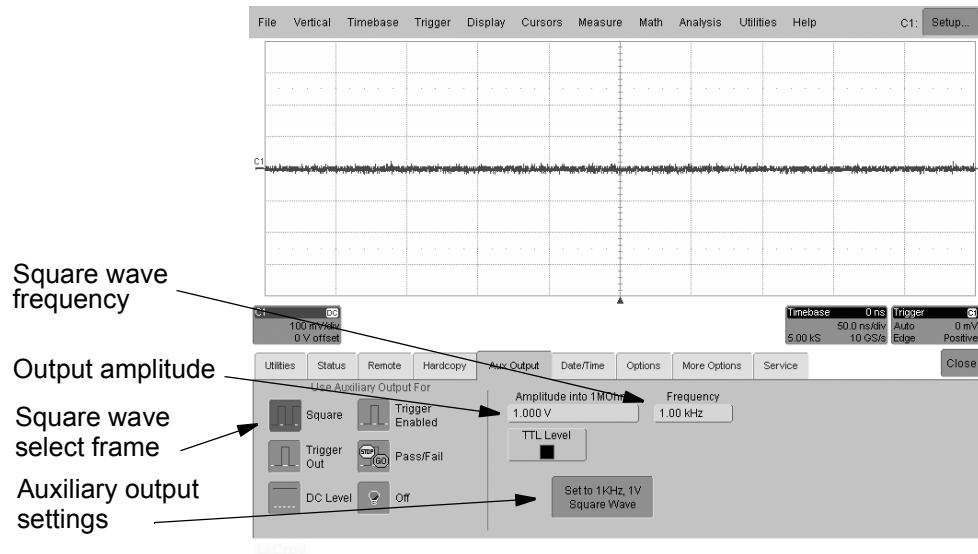 File Vertical Timebase Trigger Display Cursors Measure Math Analysis Utilities Help C1: Setup...
C1
Square wave
frequency
C1 DC
100 mV/div
0 V offset
Timebase 0 ns
50.0 ns/div
5.00 kS 10 GS/s
Trigger C1
Auto 0 mV
Edge Positive
Utilities Status Remote Hardcopy Aux Output Date/Time Options More Options Service Close
Output amplitude
Square wave
select frame
Auxiliary output
settings
Use Auxiliary Output For
Square
Trigger
Enabled
Trigger
Out
Pass/Fail
STOP
GO
DC Level
Off
Amplitude into 1MOhm
1.000 V
Frequency
1.00 kHz
TTL Level
Set to 1KHz, 1V
Square Wave